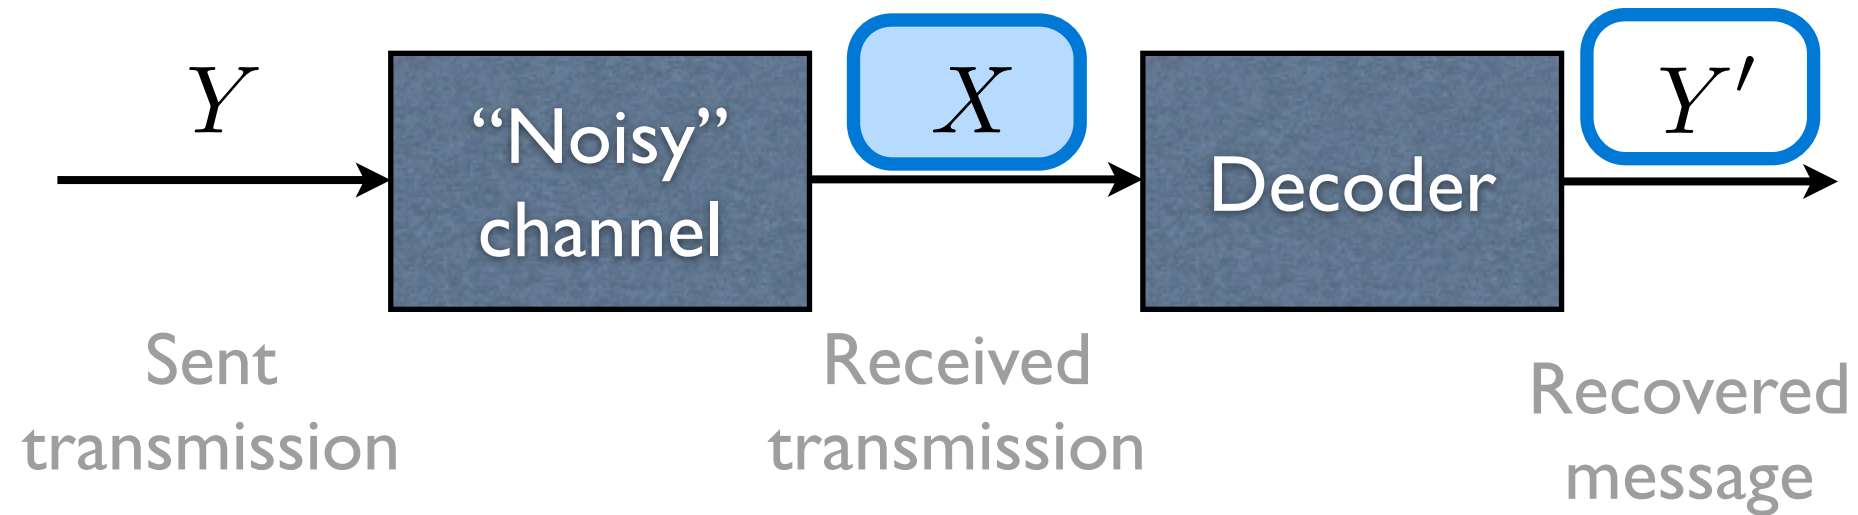 Y
“Noisy”
channel
X
Decoder
Y′
Sent
transmission
Received
transmission
Recovered
message